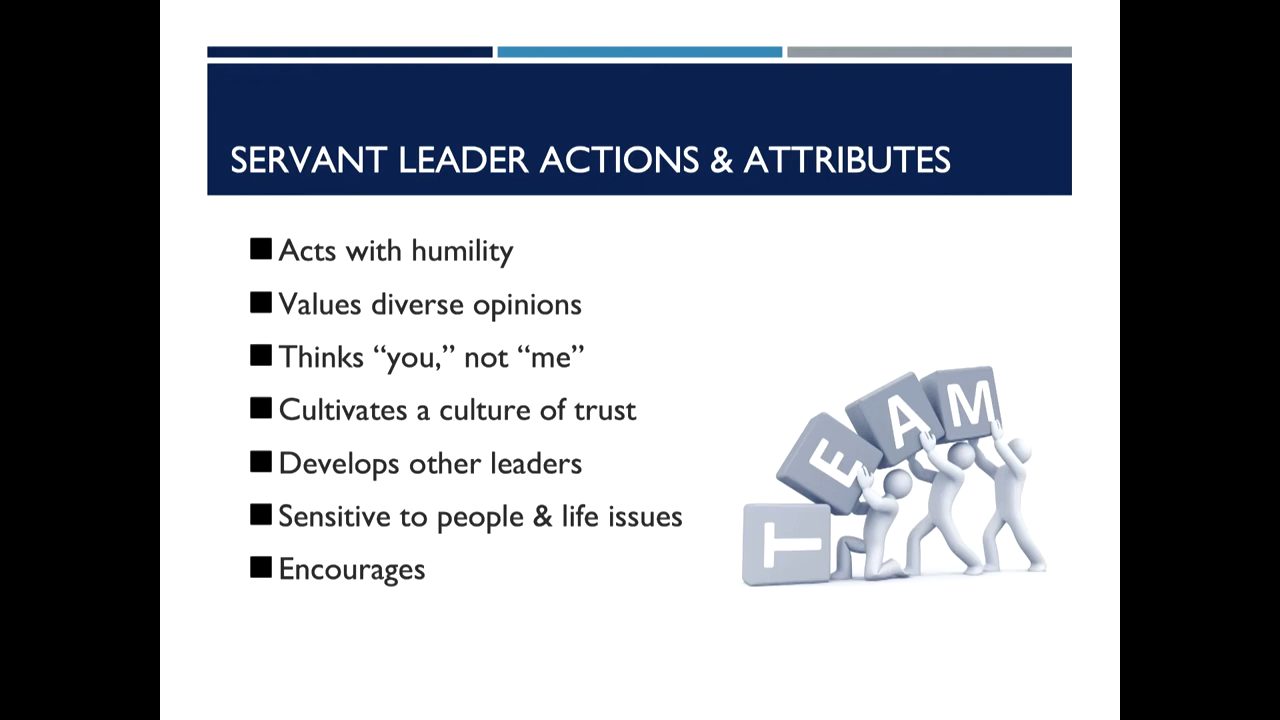 SERVANT LEADER ACTIONS & ATTRIBUTES
Acts with humility
Values diverse opinions
Thinks “you,” not “me”
Cultivates a culture of trust
Develops other leaders
Sensitive to people & life issues
Encourages
TEAM